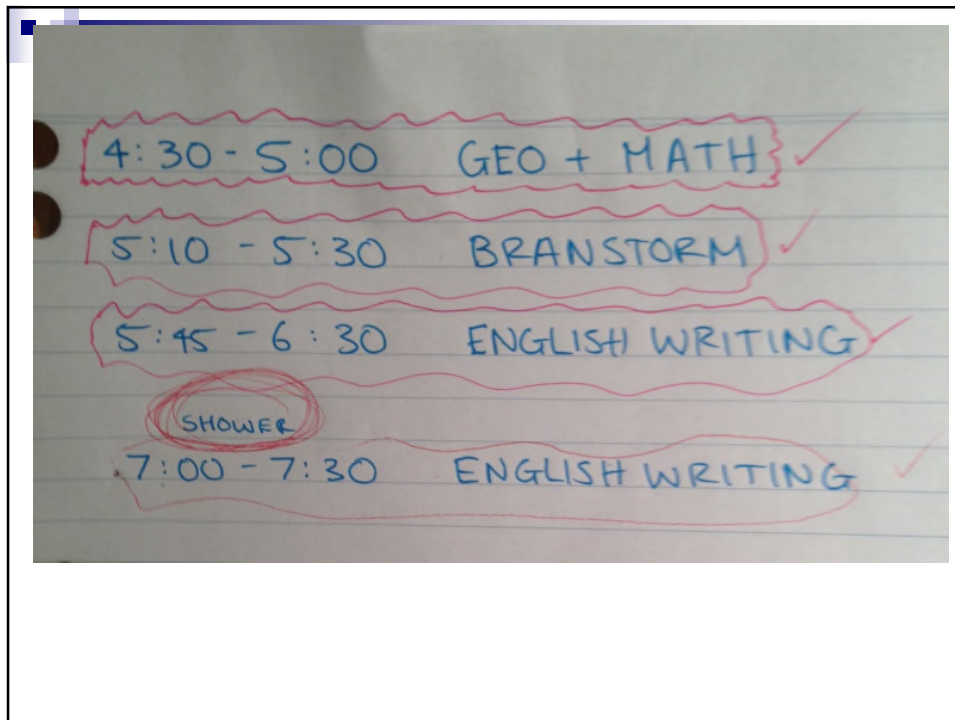 4:30 - 5:00 GEO + MATH
5:10 - 5:30 BRANSTORM
5:45 - 6:30 ENGLISH WRITING
SHOWER
7:00 - 7:30 ENGLISH WRITING